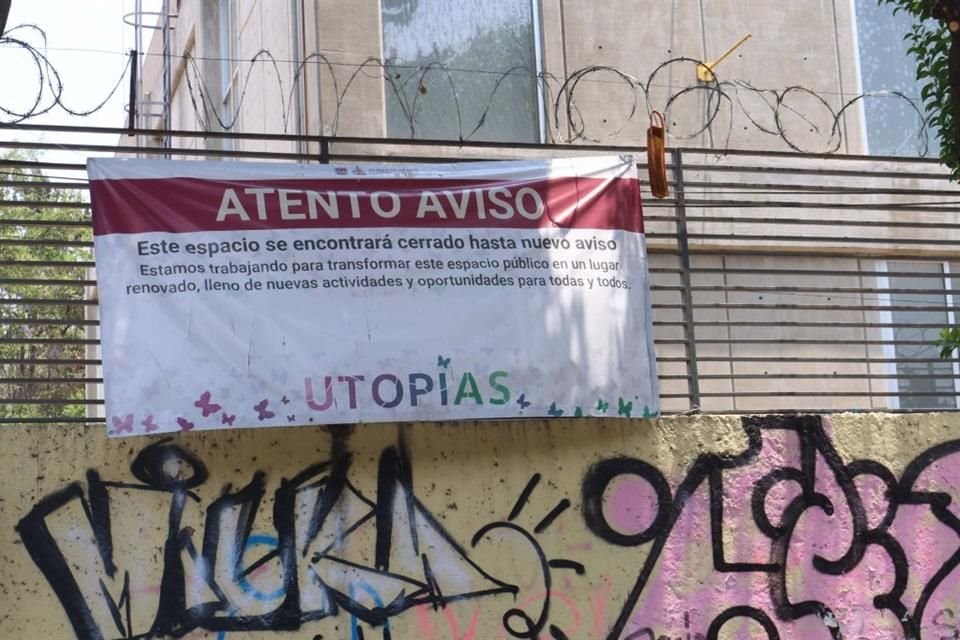 ATENTO AVISO
Este espacio se encontrará cerrado hasta nuevo aviso
Estamos trabajando para transformar este espacio público en un lugar
renovado, lleno de nuevas actividades y oportunidades para todas y todos.
UTOPÍAS